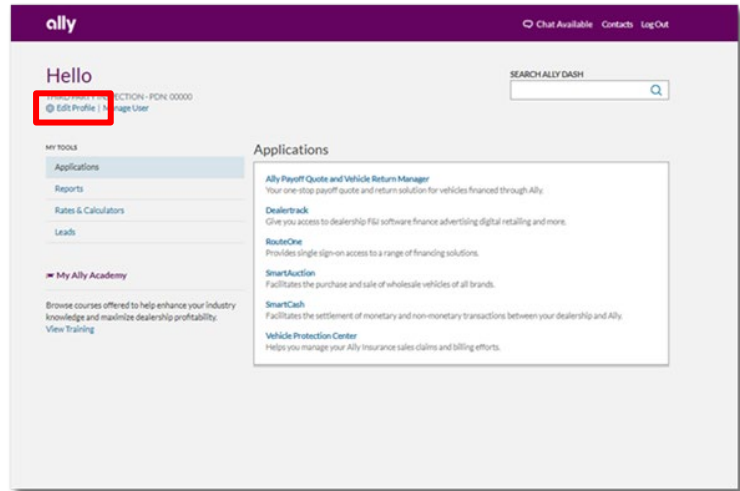 ally
Chat Available Contacts Log Out
Hello
SEARCH ALLY DASH
THIRD PARTY INSPECTION - PDN: 00000
Edit Profile | Manage User
MY TOOLS
Applications
Reports
Rates & Calculators
Leads
My Ally Academy
Browse courses offered to help enhance your industry
knowledge and maximize dealership profitability.
View Training
Applications
Ally Payoff Quote and Vehicle Return Manager
Your one-stop payoff quote and return solution for vehicles financed through Ally.
Dealertrack
Give you access to dealership F&I software finance advertising digital retailing and more.
RouteOne
Provides single sign-on access to a range of financing solutions.
SmartAuction
Facilitates the purchase and sale of wholesale vehicles of all brands.
SmartCash
Facilitates the settlement of monetary and non-monetary transactions between your dealership and Ally.
Vehicle Protection Center
Helps you manage your Ally Insurance sales claims and billing efforts.